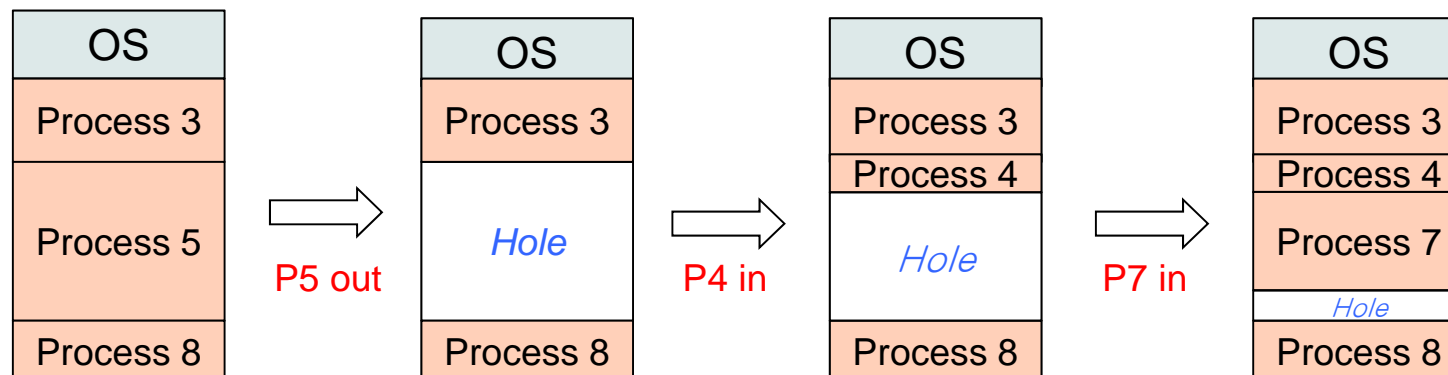 OS
Process 3
Process 5
Process 8
P5 out
OS
Process 3
Hole
Process 8
P4 in
OS
Process 3
Process 4
Hole
Process 8
P7 in
OS
Process 3
Process 4
Process 7
Hole
Process 8